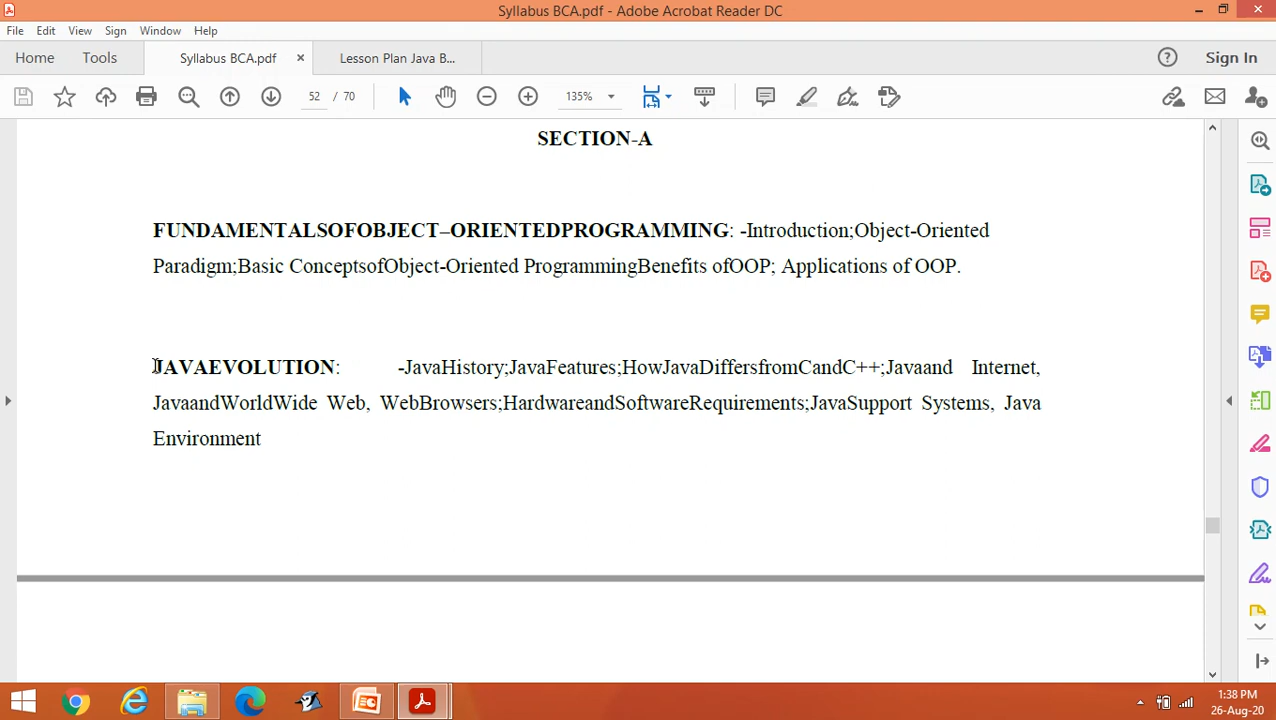 Syllabus BCA.pdf - Adobe Acrobat Reader DC
File Edit View Sign Window Help
Home Tools Syllabus BCA.pdf × Lesson Plan Java B... Sign In
52 / 70 135%
SECTION-A
FUNDAMENTALSOFOBJECT–ORIENTEDPROGRAMMING: -Introduction;Object-Oriented
Paradigm;Basic ConceptsofObject-Oriented ProgrammingBenefits ofOOP; Applications of OOP.
JAVAEVOLUTION: -JavaHistory;JavaFeatures;HowJavaDiffersfromCandC++;Javaand Internet,
JavaandWorldWide Web, WebBrowsers;HardwareandSoftwareRequirements;JavaSupport Systems, Java
Environment
1:38 PM
26-Aug-20